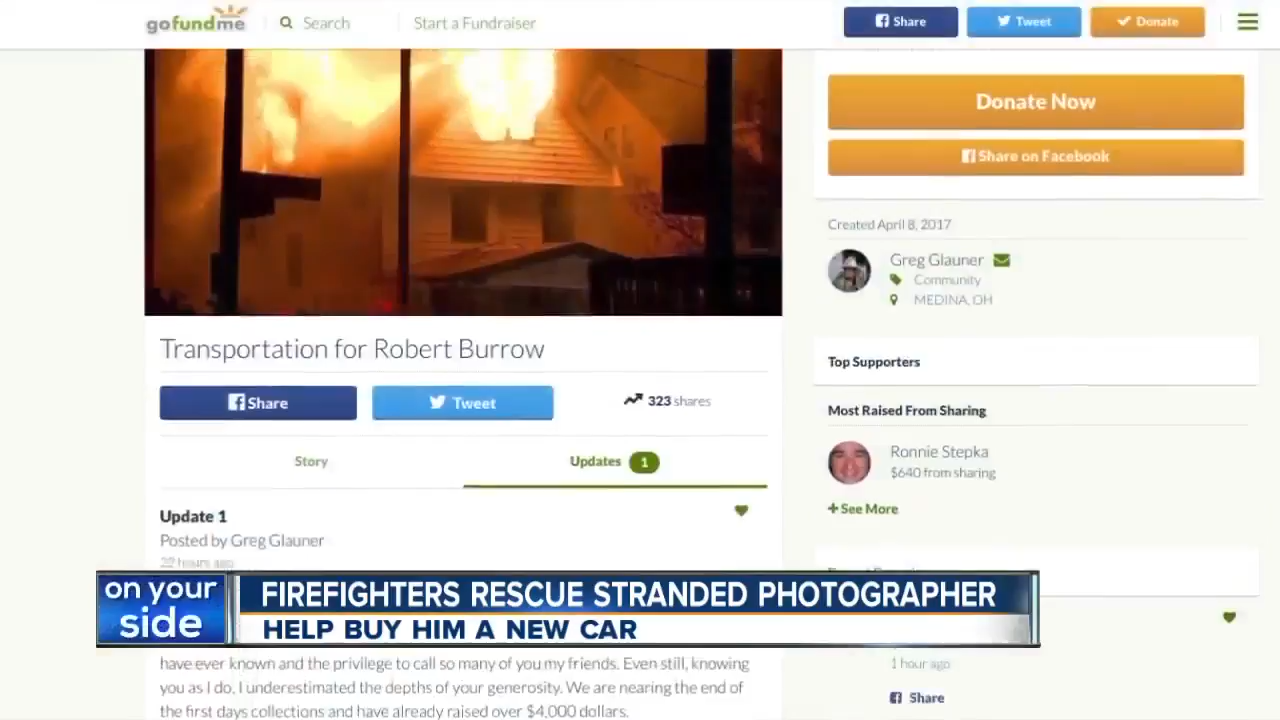 gofundme
Search
Start a Fundraiser
Share
Tweet
Donate
Donate Now
Share on Facebook
Created April 8, 2017
Greg Glauner
Community
MEDINA, OH
Transportation for Robert Burrow
Share
Tweet
323 shares
Story
Updates 1
Update 1
Posted by Greg Glauner
22 hours ago
Top Supporters
Most Raised From Sharing
Ronnie Stepka
$640 from sharing
+ See More
on your
side
FIREFIGHTERS RESCUE STRANDED PHOTOGRAPHER
HELP BUY HIM A NEW CAR
have ever known and the privilege to call so many of you my friends. Even still, knowing
you as I do, I underestimated the depths of your generosity. We are nearing the end of
the first days collections and have already raised over $4,000 dollars.
1 hour ago
Share